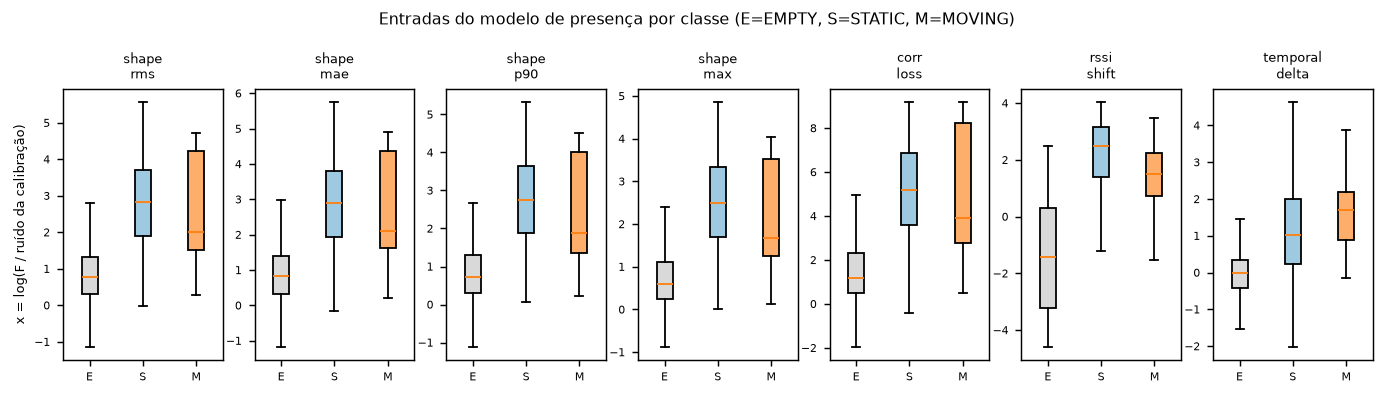 Entradas do modelo de presença por classe (E=EMPTY, S=STATIC, M=MOVING)
shape
rms
shape
mae
shape
p90
shape
max
corr
loss
rssi
shift
temporal
delta
x = log(F / ruído da calibração)
5
4
3
2
1
0
−1
E S M
6
5
4
3
2
1
0
−1
E S M
5
4
3
2
1
0
−1
E S M
5
4
3
2
1
0
−1
E S M
8
6
4
2
0
−2
E S M
4
2
0
−2
−4
E S M
4
3
2
1
0
−1
−2
E S M